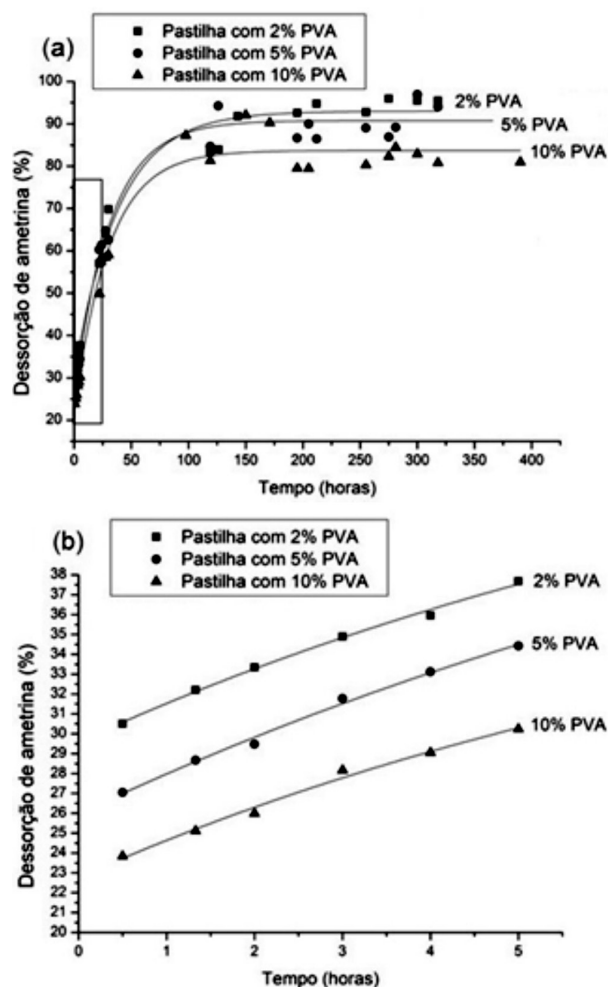 (a)
Pastilha com 2% PVA
Pastilha com 5% PVA
Pastilha com 10% PVA
Dessorção de ametrina (%)
100
90
80
70
60
50
40
30
20
2% PVA
5% PVA
10% PVA
0 50 100 150 200 250 300 350 400
Tempo (horas)
(b)
Pastilha com 2% PVA
Pastilha com 5% PVA
Pastilha com 10% PVA
Dessorção de ametrina (%)
38
37
36
35
34
33
32
31
30
29
28
27
26
25
24
23
22
21
20
2% PVA
5% PVA
10% PVA
0 1 2 3 4 5
Tempo (horas)